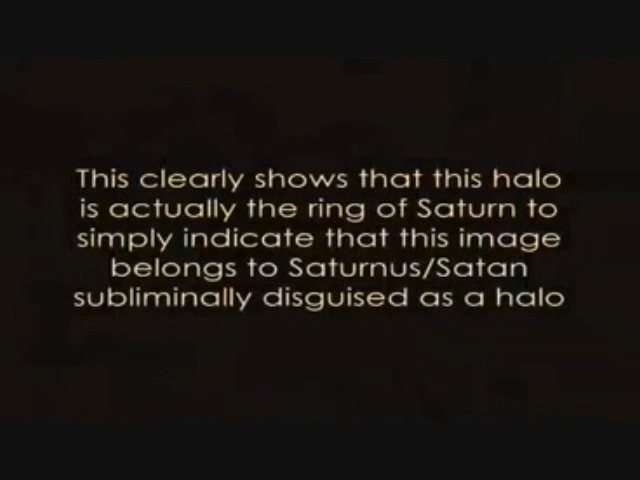 This clearly shows that this halo
is actually the ring of Saturn to
simply indicate that this image
belongs to Saturnus/Satan
subliminally disguised as a halo